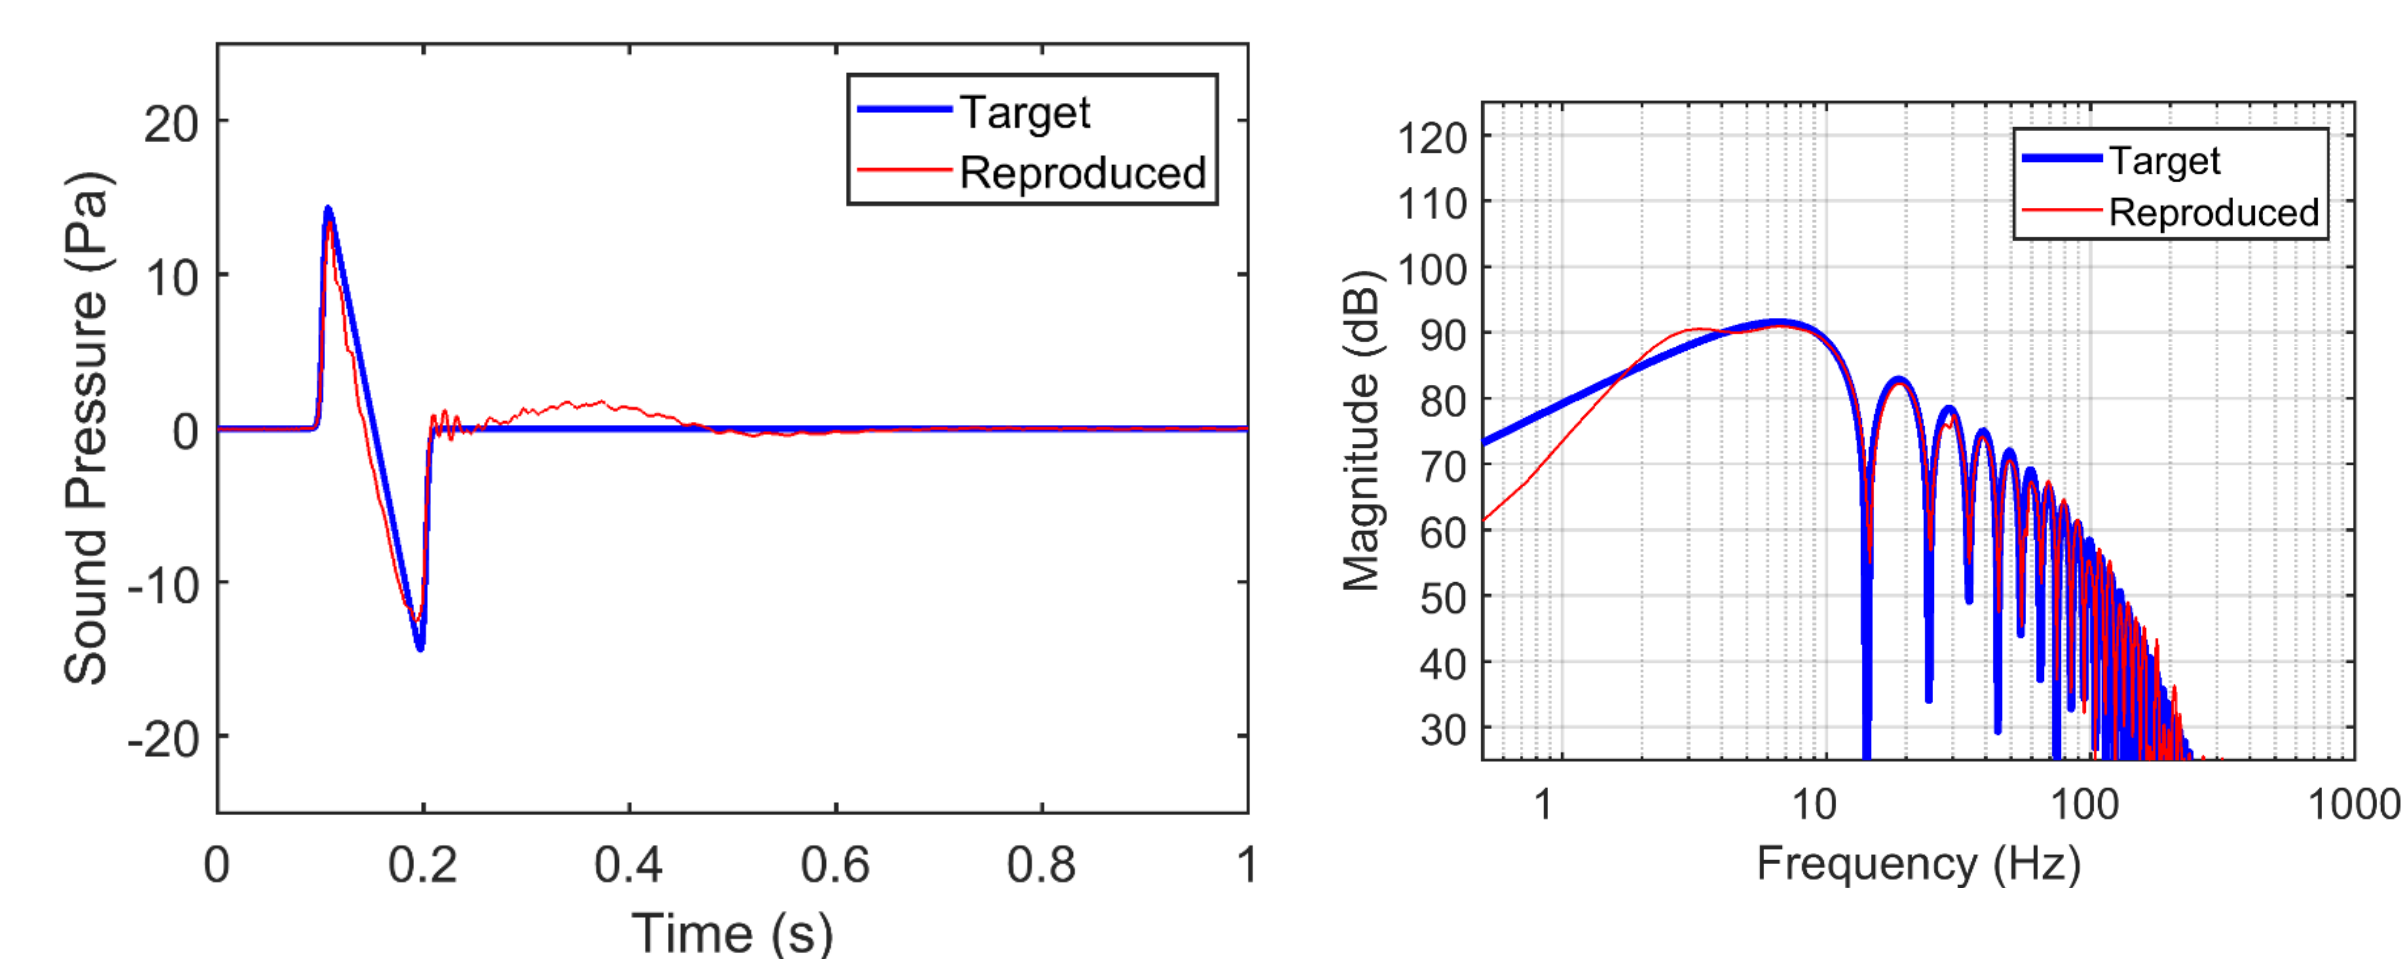 Sound Pressure (Pa)
20
10
0
-10
-20
Target
Reproduced
0 0.2 0.4 0.6 0.8 1
Time (s)
Magnitude (dB)
120
110
100
90
80
70
60
50
40
30
Target
Reproduced
1 10 100 1000
Frequency (Hz)